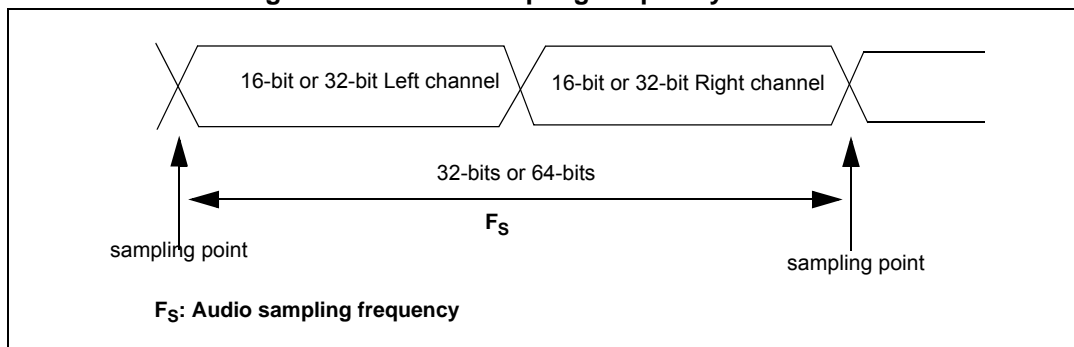 16-bit or 32-bit Left channel
16-bit or 32-bit Right channel
32-bits or 64-bits
FS
sampling point
sampling point
FS: Audio sampling frequency